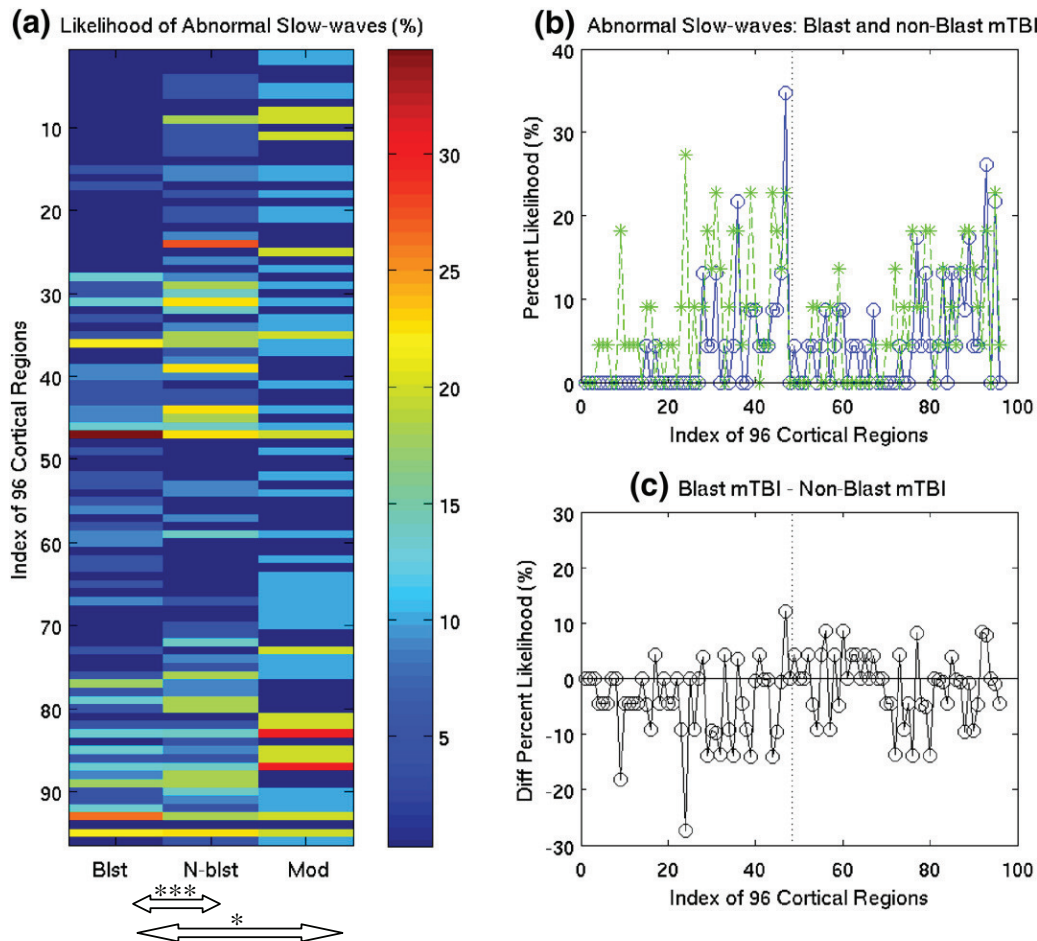 (a) Likelihood of Abnormal Slow-waves (%)
Index of 96 Cortical Regions
10
20
30
40
50
60
70
80
90
Blst N-blst Mod
***
*
30
25
20
15
10
5
(b) Abnormal Slow-waves: Blast and non-Blast mTBI
Percent Likelihood (%)
40
30
20
10
0
0 20 40 60 80 100
Index of 96 Cortical Regions
(c) Blast mTBI - Non-Blast mTBI
Diff Percent Likelihood (%)
30
20
10
0
-10
-20
-30
0 20 40 60 80 100
Index of 96 Cortical Regions